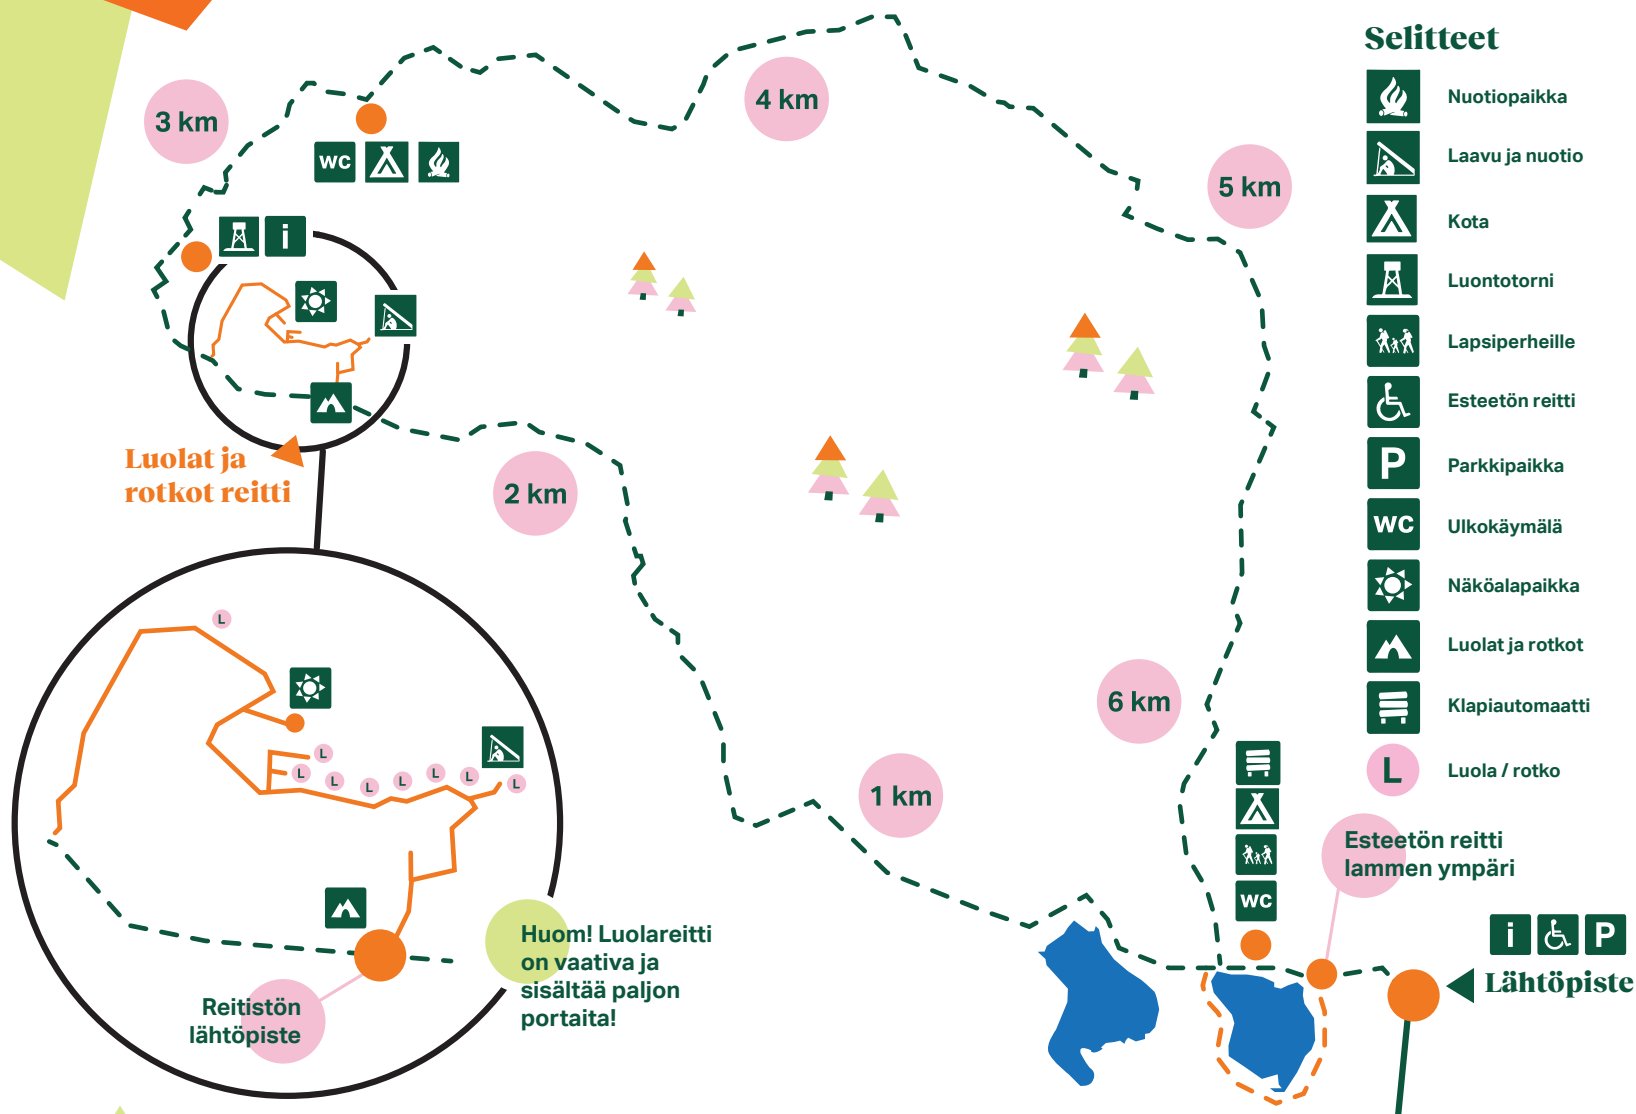 Selitteet
Nuotiopaikka
Laavu ja nuotio
Kota
Luontotorni
Lapsiperheille
Esteetön reitti
P
Parkkipaikka
WC
Ulkokäymälä
Näköalapaikka
Luolat ja rotkot
Klapiautomaatti
L
Luola / rotko
3 km
4 km
5 km
WC
i
Luolat ja
rotkot reitti
2 km
L
L
L
L
L
L
L
L
L
6 km
1 km
WC
Esteetön reitti
lammen ympäri
i
P
Lähtöpiste
Huom! Luolareitti
on vaativa ja
sisältää paljon
portaita!
Reitistön
lähtöpiste